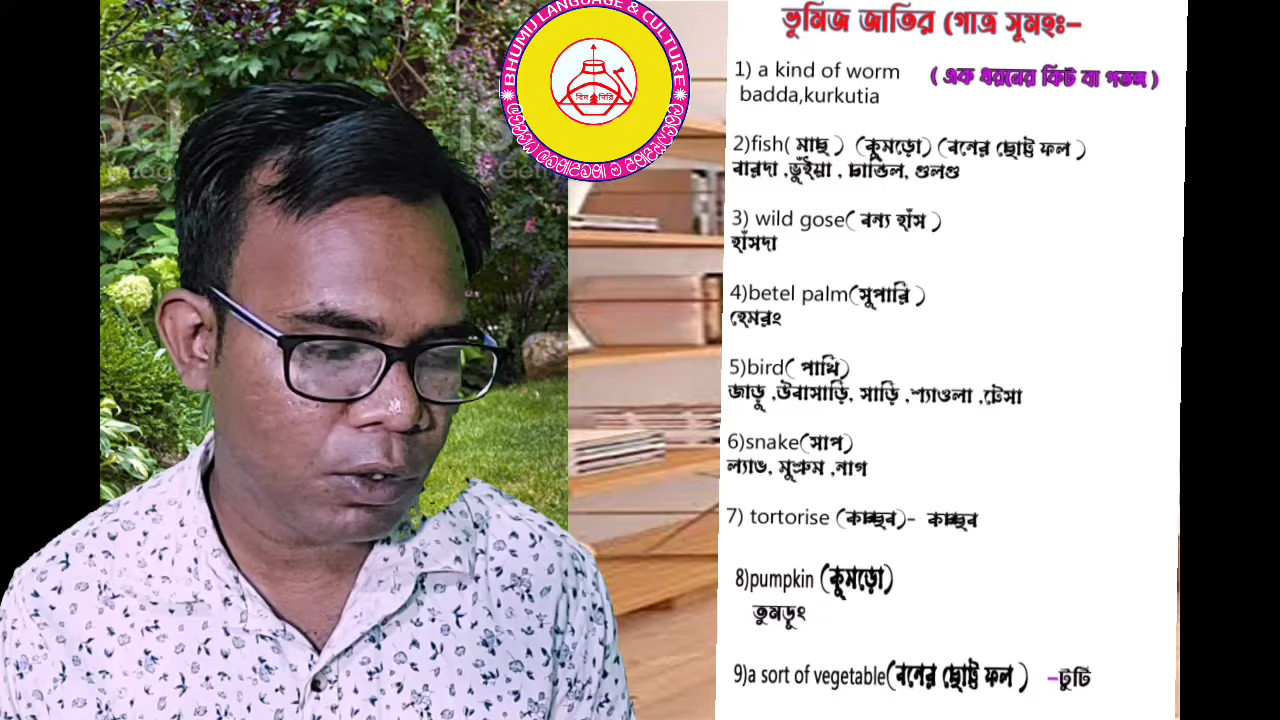 BHUMIJ LANGUAGE & CULTURE
ভূমিজ জাতির গোত্র সূমহঃ-
1) a kind of worm (এক ধরনের কিট বা পতঙ্গ)
badda,kurkutia
2)fish( মাছ ) (কুমড়ো) (বনের ছোট্ট ফল )
বারদা ,ভুঁইয়া , চান্ডিল, গুলগু
3) wild gose( বন্য হাঁস )
হাঁসদা
4)betel palm(সুপারি )
হেমরং
5)bird( পাখি)
জাড়ু ,উবাসাড়ি, সাড়ি ,শ্যাওলা ,টেসা
6)snake(সাপ)
ল্যাঙ, মুশ্রুম ,নাগ
7) tortorise (কাচ্ছ্ব)- কাচ্ছ্ব
8)pumpkin (কুমড়ো)
তুমড়ুং
9)a sort of vegetable(বনের ছোট্ট ফল ) -টুটি